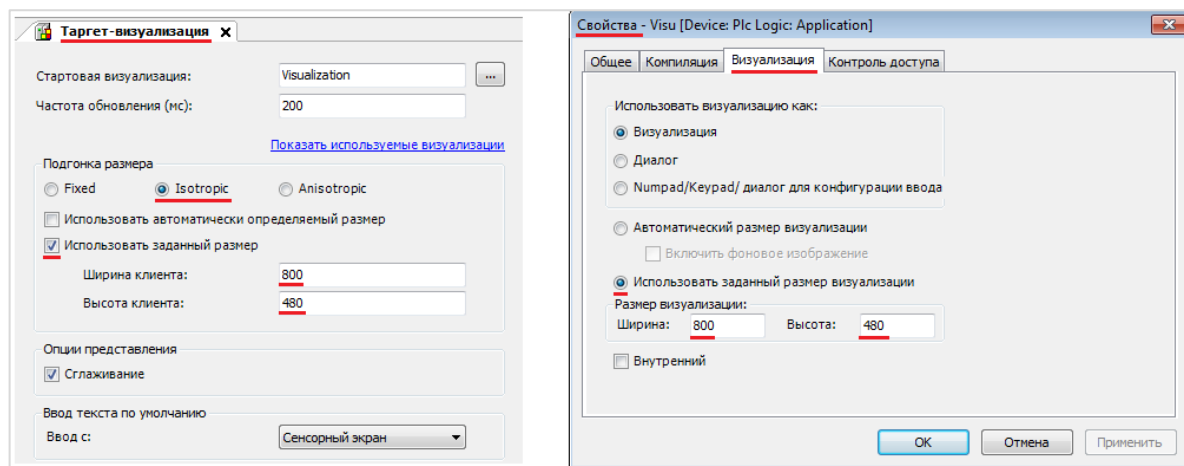 Таргет-визуализация X
Стартовая визуализация: Visualization ...
Частота обновления (мс): 200
Показать используемые визуализации
Подгонка размера
Fixed Isotropic Anisotropic
Использовать автоматически определяемый размер
Использовать заданный размер
Ширина клиента: 800
Высота клиента: 480
Опции представления
Сглаживание
Ввод текста по умолчанию
Ввод с: Сенсорный экран
Свойства - Visu [Device: Plc Logic: Application]
Общее Компиляция Визуализация Контроль доступа
Использовать визуализацию как:
Визуализация
Диалог
Numpad/Keypad/ диалог для конфигурации ввода
Автоматический размер визуализации
Включить фоновое изображение
Использовать заданный размер визуализации
Размер визуализации:
Ширина: 800 Высота: 480
Внутренний
OK Отмена Применить